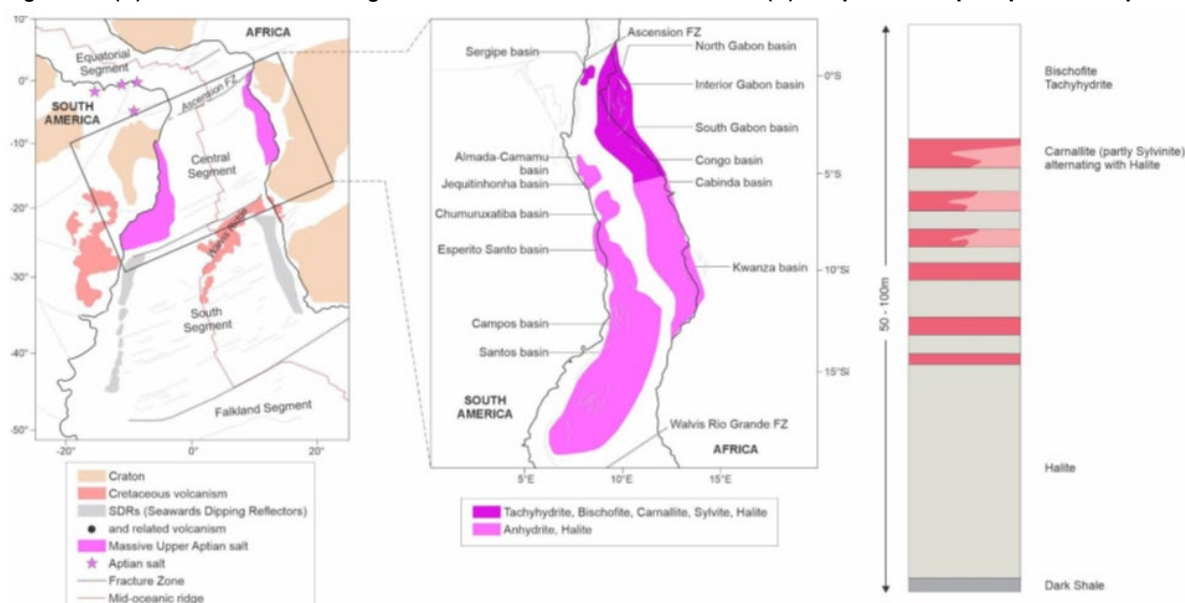 10°
0°
-10°
-20°
-30°
-40°
-50°
-20°
0°
20°
AFRICA
Equatorial
Segment
Ascension FZ
SOUTH
AMERICA
Central
Segment
Walvis Ridge
South
Segment
Falkland Segment
Craton
Cretaceous volcanism
SDRs (Seawards Dipping Reflectors)
and related volcanism
Massive Upper Aptian salt
Aptian salt
Fracture Zone
Mid-oceanic ridge
Ascension FZ
Sergipe basin
North Gabon basin
0°S
Interior Gabon basin
South Gabon basin
Almada-Camamu
basin
Congo basin
Jequitinhonha basin
Cabinda basin
5°S
Chumuruxatiba basin
Esperito Santo basin
Kwanza basin
10°S
Campos basin
Santos basin
15°S
SOUTH
AMERICA
Walvis Rio Grande FZ
AFRICA
5°E
10°E
15°E
Tachyhydrite, Bischofite, Carnallite, Sylvite, Halite
Anhydrite, Halite
50 - 100m
Bischofite
Tachyhydrite
Carnallite (partly Sylvinite)
alternating with Halite
Halite
Dark Shale